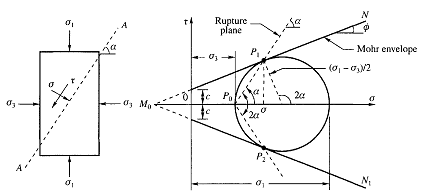 σ₁
A
α
σ
τ
σ₃
σ₃
A
σ₁
τ
Rupture
plane
α
N
ϕ
Mohr envelope
P₁
σ₃
(σ₁ – σ₃)/2
M₀
0
c
c
P₀
α
2α
σ
2α
σ
P₂
σ₁
N₁